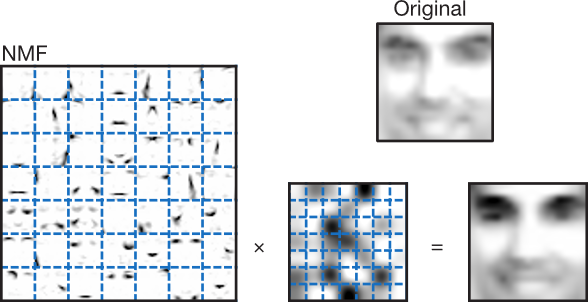 Original
NMF
× =